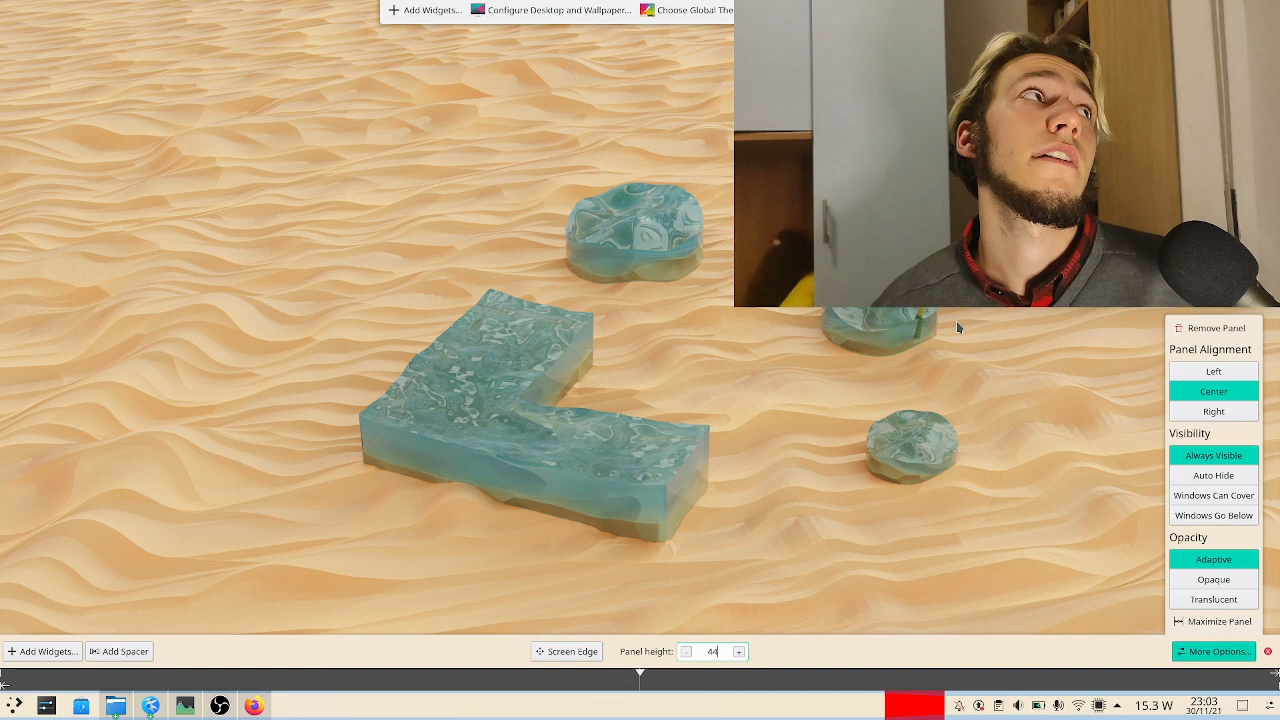 Add Widgets... Configure Desktop and Wallpaper... Choose Global The
Remove Panel
Panel Alignment
Left
Center
Right
Visibility
Always Visible
Auto Hide
Windows Can Cover
Windows Go Below
Opacity
Adaptive
Opaque
Translucent
Maximize Panel
Add Widgets... Add Spacer Screen Edge Panel height: - 44 + More Options...
15.3 W 23:03
30/11/21